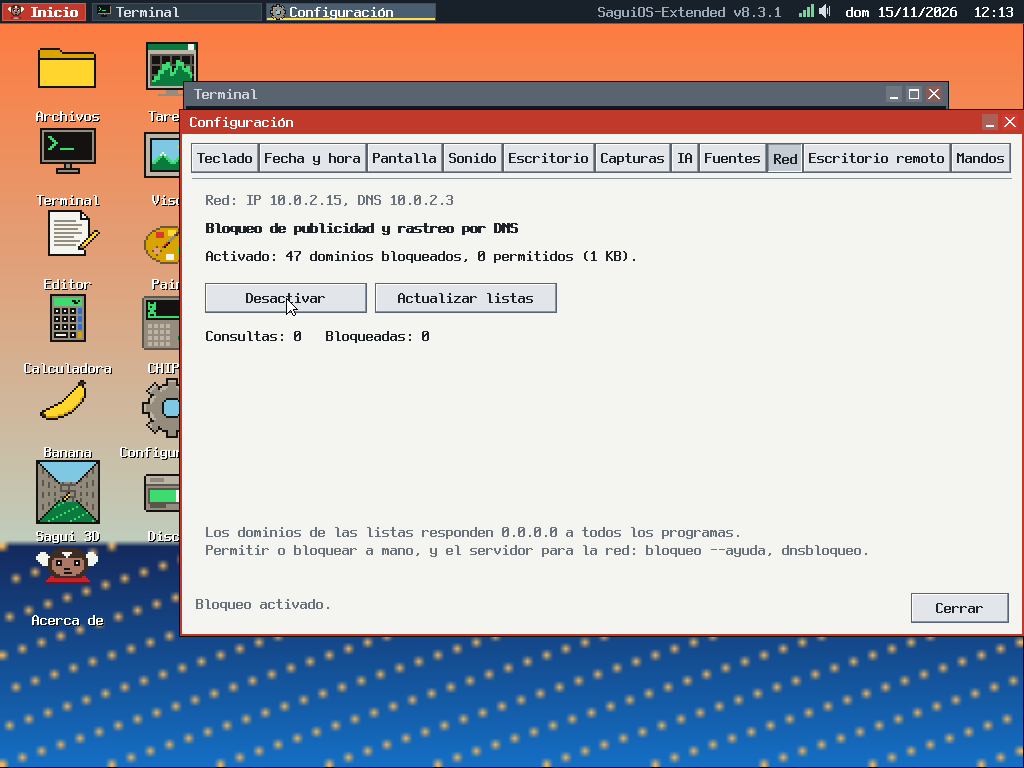 Inicio
Terminal
Configuración
SaguiOS-Extended v8.3.1
dom 15/11/2026
12:13
Archivos
Terminal
Editor
Calculadora
Banana
Sagui 3D
Acerca de
Terminal
Configuración
Teclado
Fecha y hora
Pantalla
Sonido
Escritorio
Capturas
IA
Fuentes
Red
Escritorio remoto
Mandos
Red: IP 10.0.2.15, DNS 10.0.2.3
Bloqueo de publicidad y rastreo por DNS
Activado: 47 dominios bloqueados, 0 permitidos (1 KB).
Desactivar
Actualizar listas
Consultas: 0 Bloqueadas: 0
Los dominios de las listas responden 0.0.0.0 a todos los programas.
Permitir o bloquear a mano, y el servidor para la red: bloqueo --ayuda, dnsbloqueo.
Bloqueo activado.
Cerrar